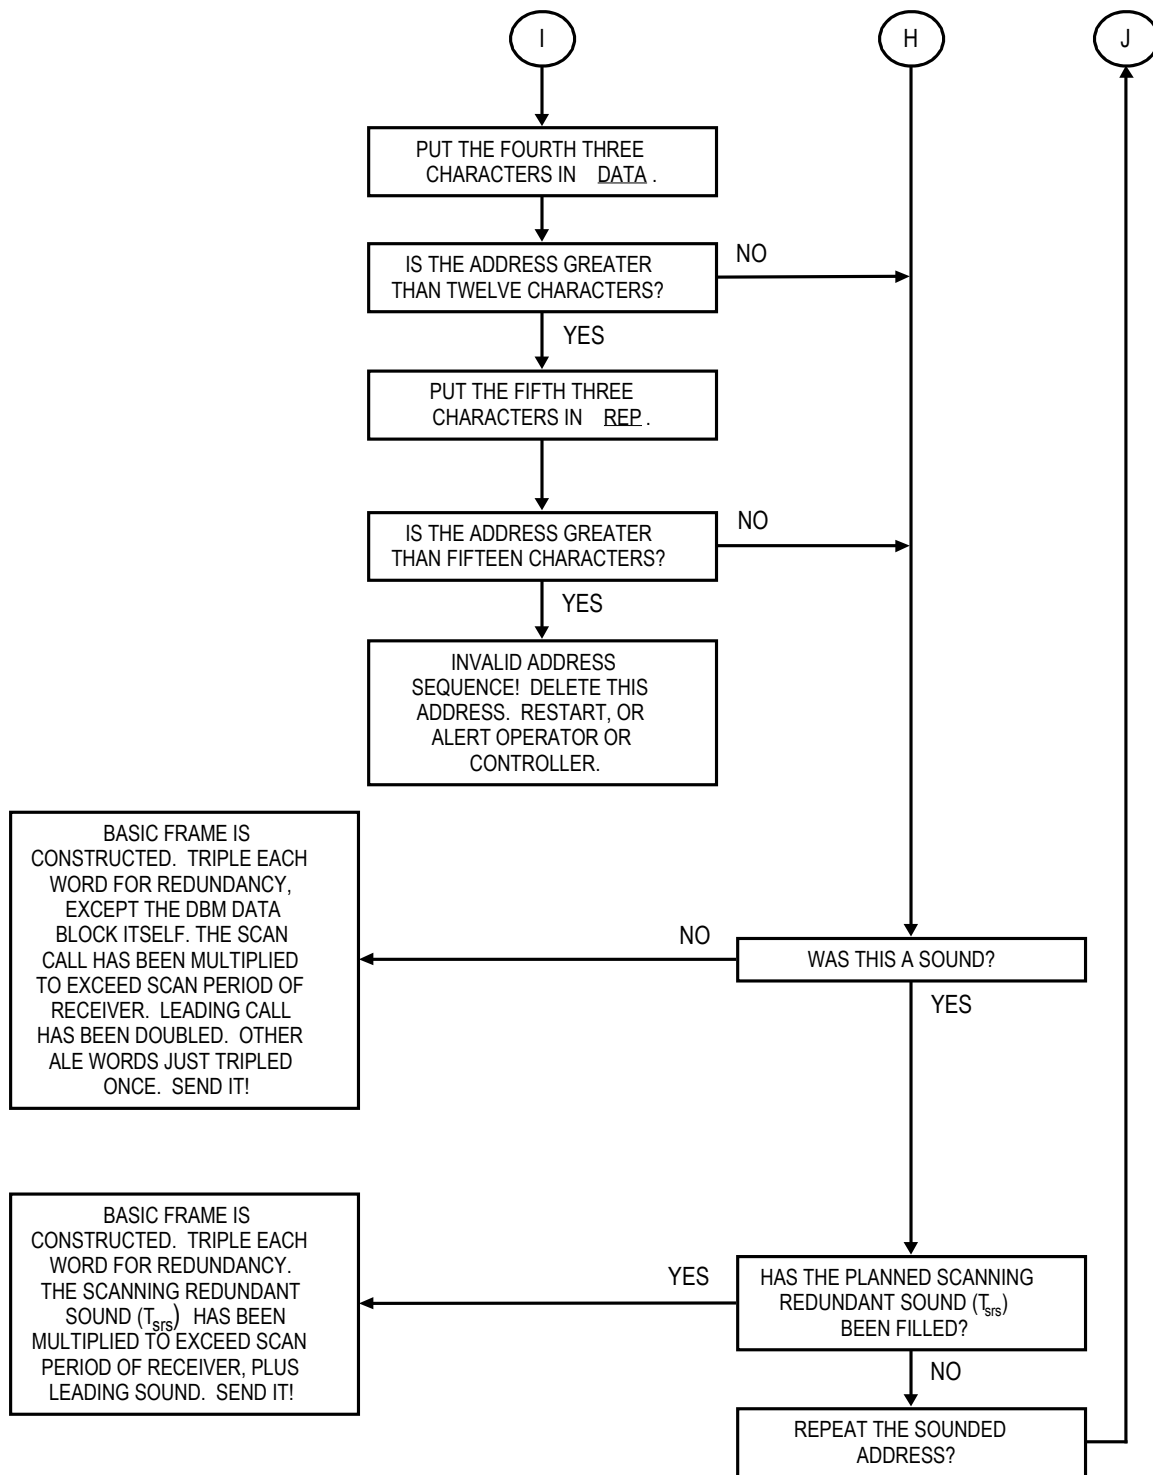 I
H
J
PUT THE FOURTH THREE
CHARACTERS IN DATA .
IS THE ADDRESS GREATER
THAN TWELVE CHARACTERS?
NO
YES
PUT THE FIFTH THREE
CHARACTERS IN REP .
IS THE ADDRESS GREATER
THAN FIFTEEN CHARACTERS?
NO
YES
INVALID ADDRESS
SEQUENCE! DELETE THIS
ADDRESS. RESTART, OR
ALERT OPERATOR OR
CONTROLLER.
BASIC FRAME IS
CONSTRUCTED. TRIPLE EACH
WORD FOR REDUNDANCY,
EXCEPT THE DBM DATA
BLOCK ITSELF. THE SCAN
CALL HAS BEEN MULTIPLIED
TO EXCEED SCAN PERIOD OF
RECEIVER. LEADING CALL
HAS BEEN DOUBLED. OTHER
ALE WORDS JUST TRIPLED
ONCE. SEND IT!
NO
WAS THIS A SOUND?
YES
BASIC FRAME IS
CONSTRUCTED. TRIPLE EACH
WORD FOR REDUNDANCY.
THE SCANNING REDUNDANT
SOUND (Tsrs) HAS BEEN
MULTIPLIED TO EXCEED SCAN
PERIOD OF RECEIVER, PLUS
LEADING SOUND. SEND IT!
YES
HAS THE PLANNED SCANNING
REDUNDANT SOUND (Tsrs)
BEEN FILLED?
NO
REPEAT THE SOUNDED
ADDRESS?